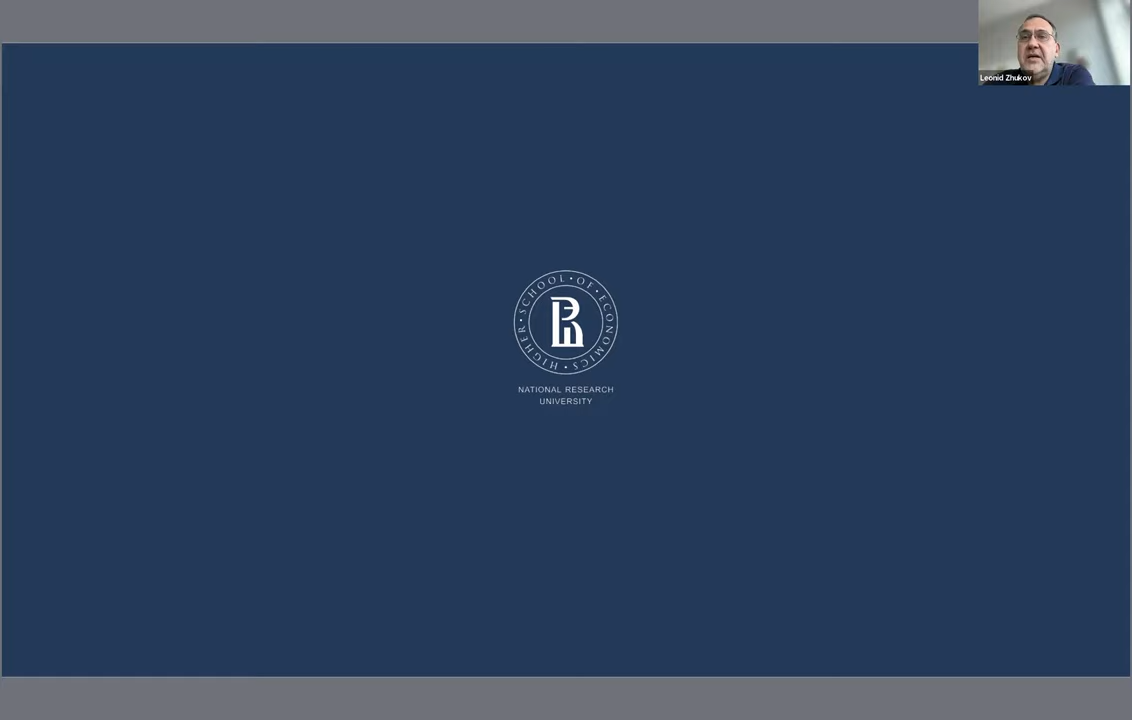 Leonid Zhukov
HIGHER • SCHOOL • OF • ECONOMICS •
NATIONAL RESEARCH
UNIVERSITY